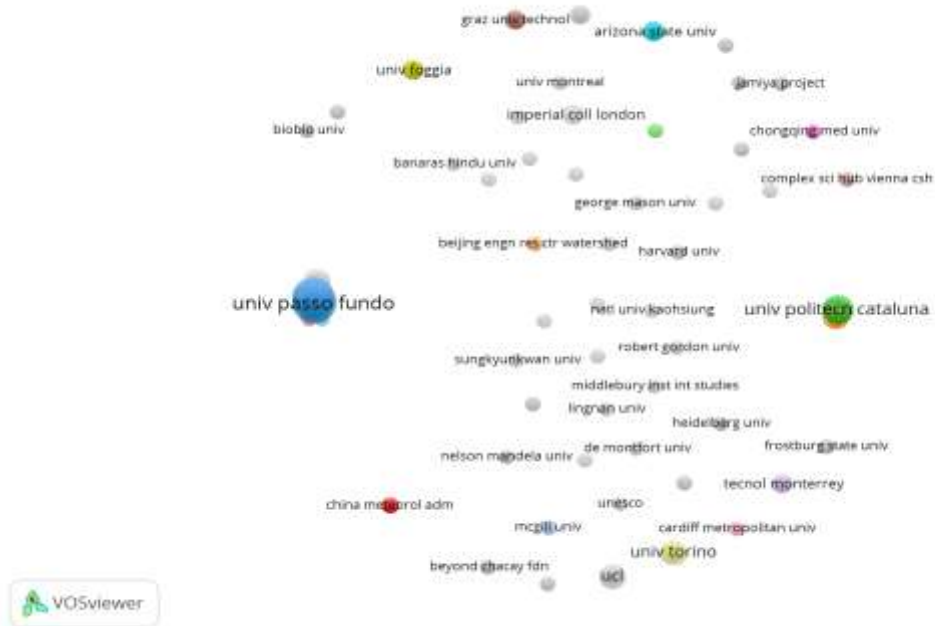 graz univ technol
arizona state univ
univ foggia
univ montreal
jamiya project
imperial coll london
biobio univ
chongqing med univ
banaras hindu univ
complex sci hub vienna csh
george mason univ
beijing engn res ctr watershed
harvard univ
univ passo fundo
natl univ kaohsiung
univ politecn cataluna
robert gordon univ
sungkyunkwan univ
middlebury inst int studies
lingnan univ
heidelberg univ
de montfort univ
frostburg state univ
nelson mandela univ
tecnol monterrey
china meteorol adm
unesco
mcgill univ
cardiff metropolitan univ
univ torino
beyond chacay fdn
ucl
VOSviewer